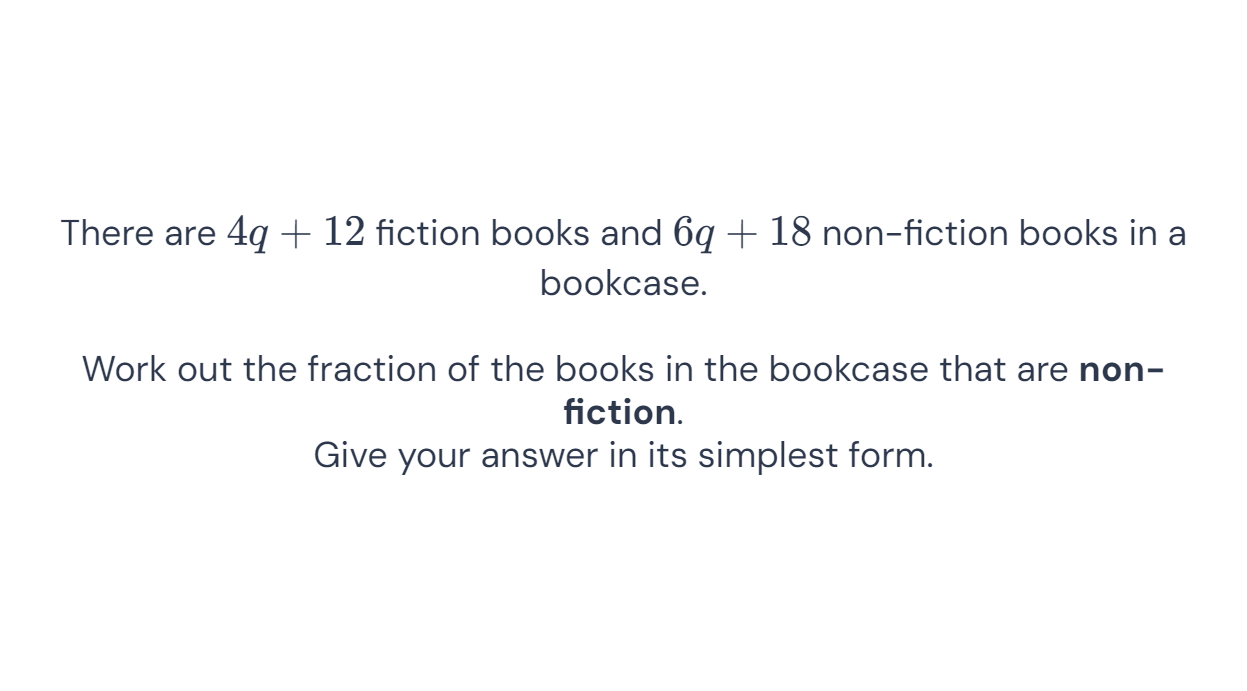 There are 4q + 12 fiction books and 6q + 18 non-fiction books in a
bookcase.
Work out the fraction of the books in the bookcase that are non-
fiction.
Give your answer in its simplest form.